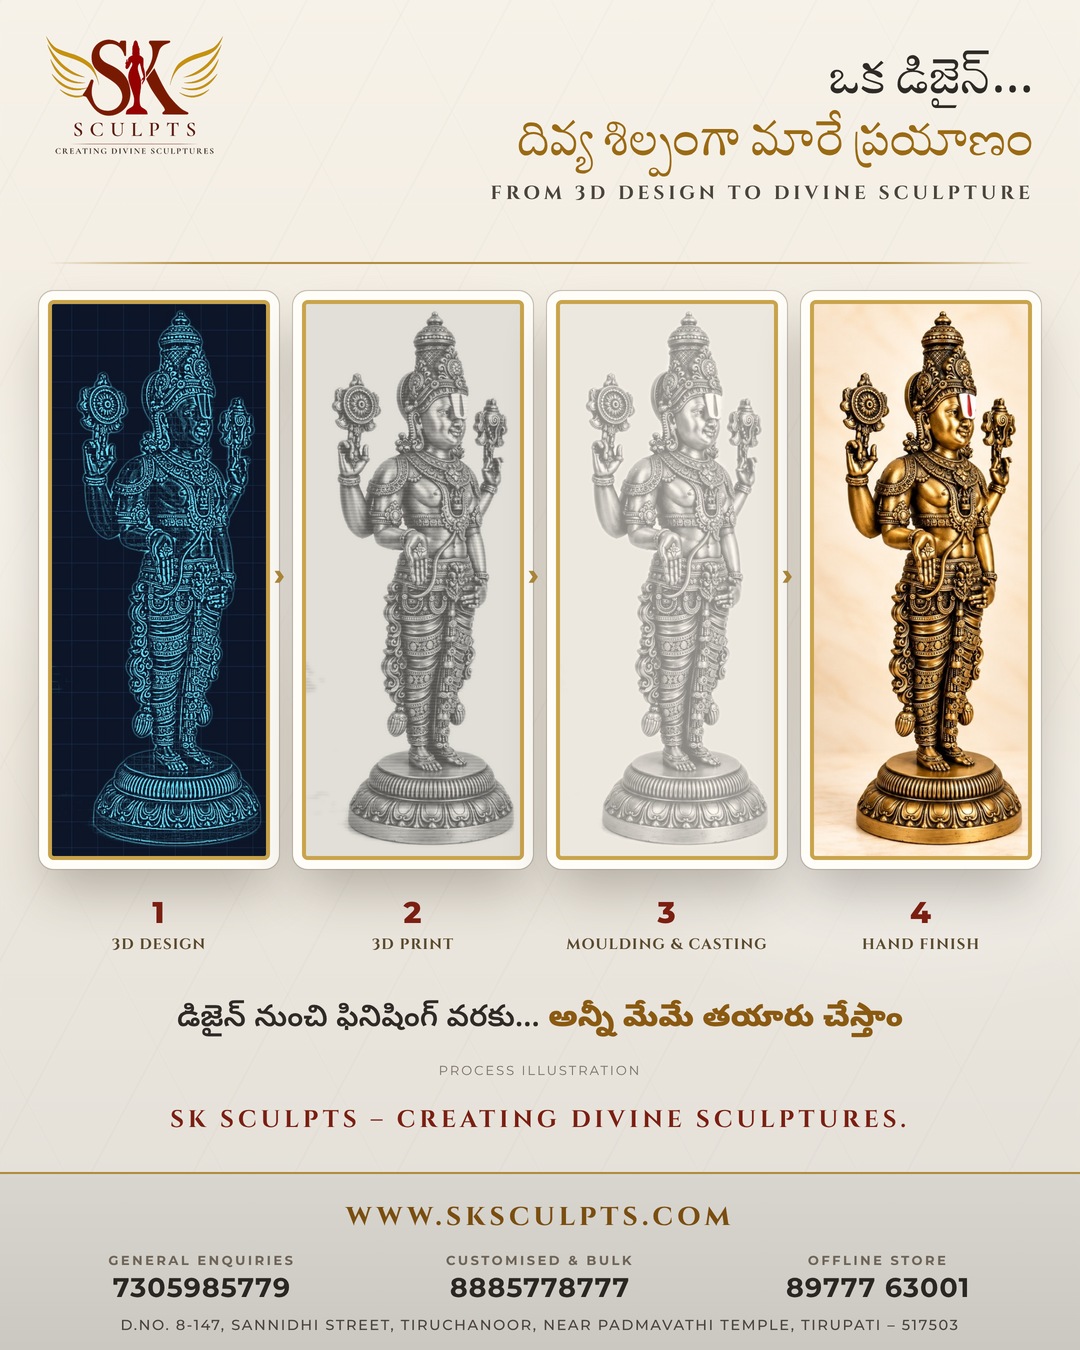 SK
SCULPTS
CREATING DIVINE SCULPTURES
ఒక డిజైన్...
దివ్య శిల్పంగా మారే ప్రయాణం
FROM 3D DESIGN TO DIVINE SCULPTURE
1
3D DESIGN
2
3D PRINT
3
MOULDING & CASTING
4
HAND FINISH
డిజైన్ నుంచి ఫినిషింగ్ వరకు... అన్నీ మేమే తయారు చేస్తాం
PROCESS ILLUSTRATION
SK SCULPTS – CREATING DIVINE SCULPTURES.
WWW.SKSCULPTS.COM
GENERAL ENQUIRIES
7305985779
CUSTOMISED & BULK
8885778777
OFFLINE STORE
89777 63001
D.NO. 8-147, SANNIDHI STREET, TIRUCHANOOR, NEAR PADMAVATHI TEMPLE, TIRUPATI – 517503